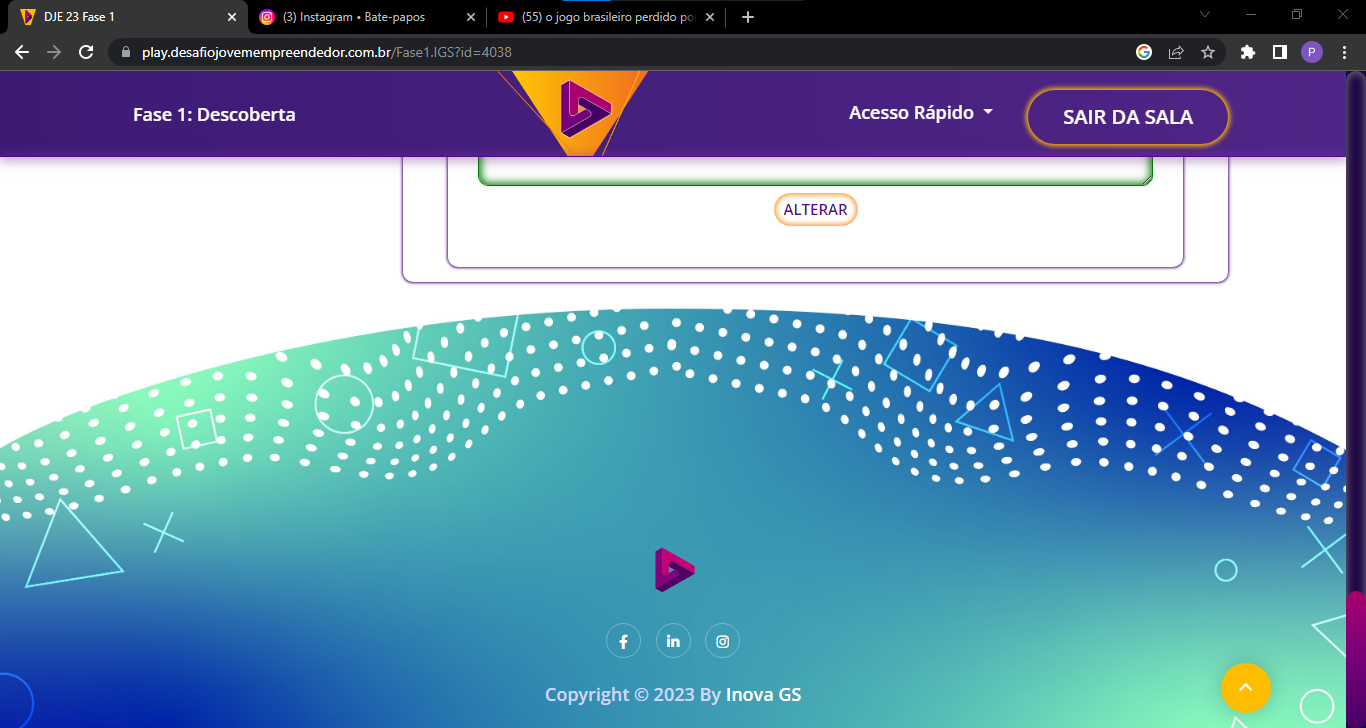 DJE 23 Fase 1
(3) Instagram • Bate-papos
(55) o jogo brasileiro perdido po
play.desafiojovemempreendedor.com.br/Fase1.IGS?id=4038
P
Fase 1: Descoberta
Acesso Rápido
SAIR DA SALA
ALTERAR
Copyright © 2023 By Inova GS